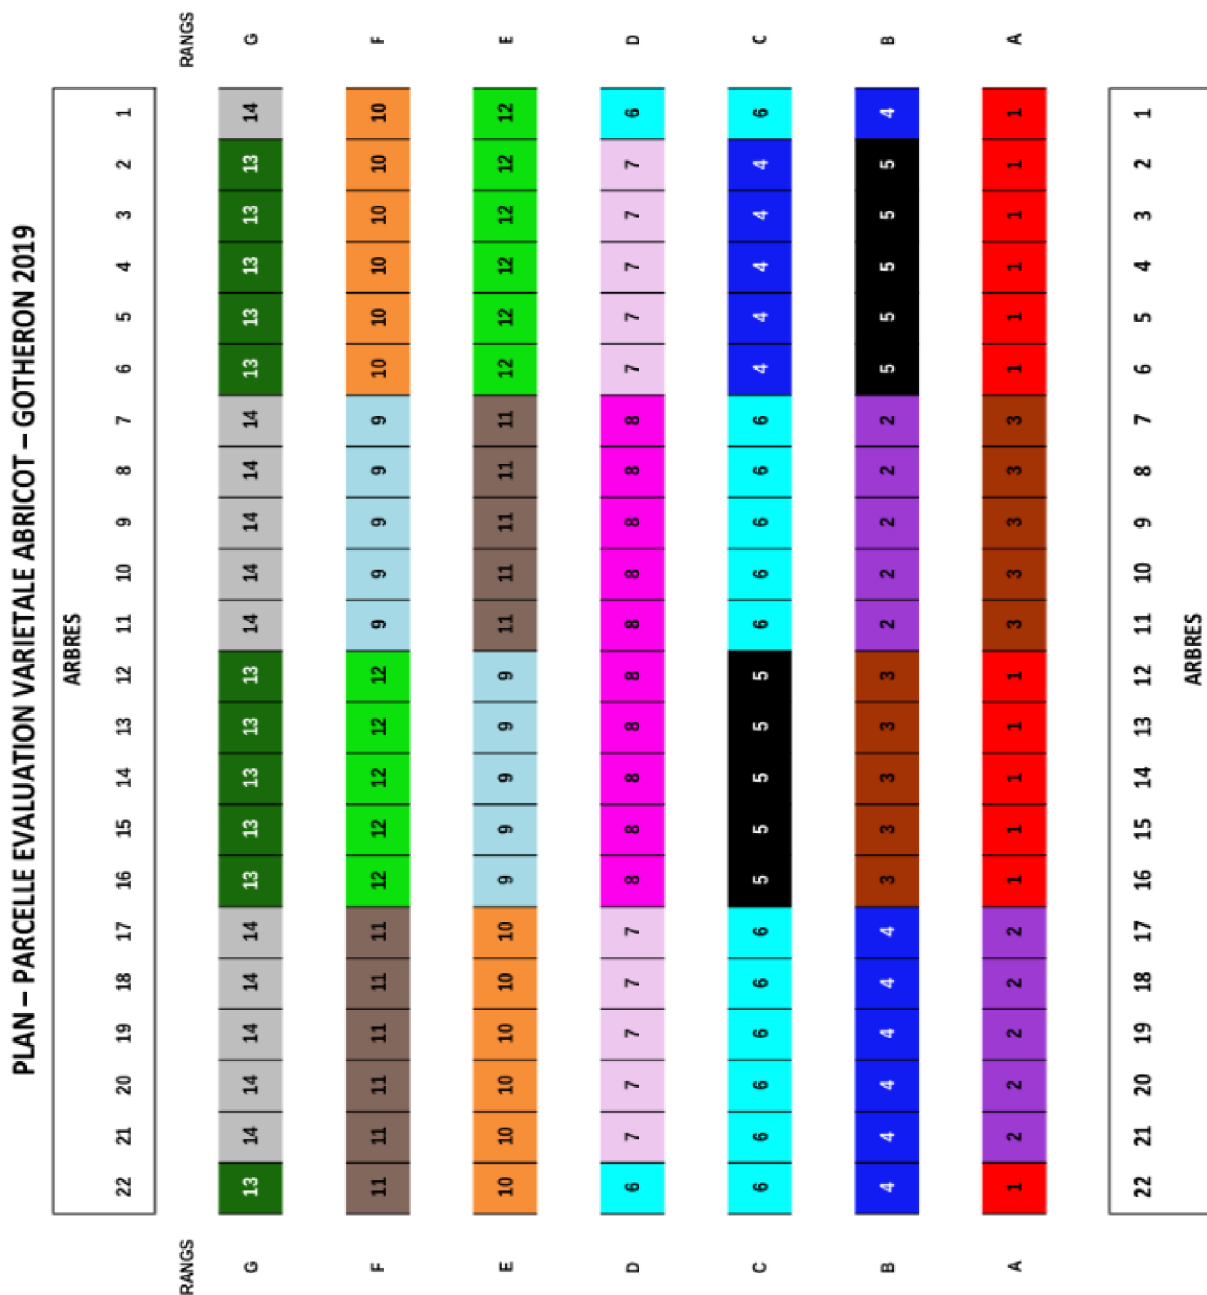 PLAN – PARCELLE EVALUATION VARIETALE ABRICOT – GOTHERON 2019
ARBRES
22 21 20 19 18 17 16 15 14 13 12 11 10 9 8 7 6 5 4 3 2 1
RANGS RANGS
G 13 14 14 14 14 14 13 13 13 13 13 14 14 14 14 14 13 13 13 13 13 14 G
F 11 11 11 11 11 11 12 12 12 12 12 9 9 9 9 9 10 10 10 10 10 10 F
E 10 10 10 10 10 10 9 9 9 9 9 11 11 11 11 11 12 12 12 12 12 12 E
D 6 7 7 7 7 7 8 8 8 8 8 8 8 8 8 8 7 7 7 7 7 6 D
C 6 6 6 6 6 6 5 5 5 5 5 6 6 6 6 6 4 4 4 4 4 6 C
B 4 4 4 4 4 4 3 3 3 3 3 2 2 2 2 2 5 5 5 5 5 4 B
A 1 2 2 2 2 2 1 1 1 1 1 3 3 3 3 3 1 1 1 1 1 1 A
22 21 20 19 18 17 16 15 14 13 12 11 10 9 8 7 6 5 4 3 2 1
ARBRES